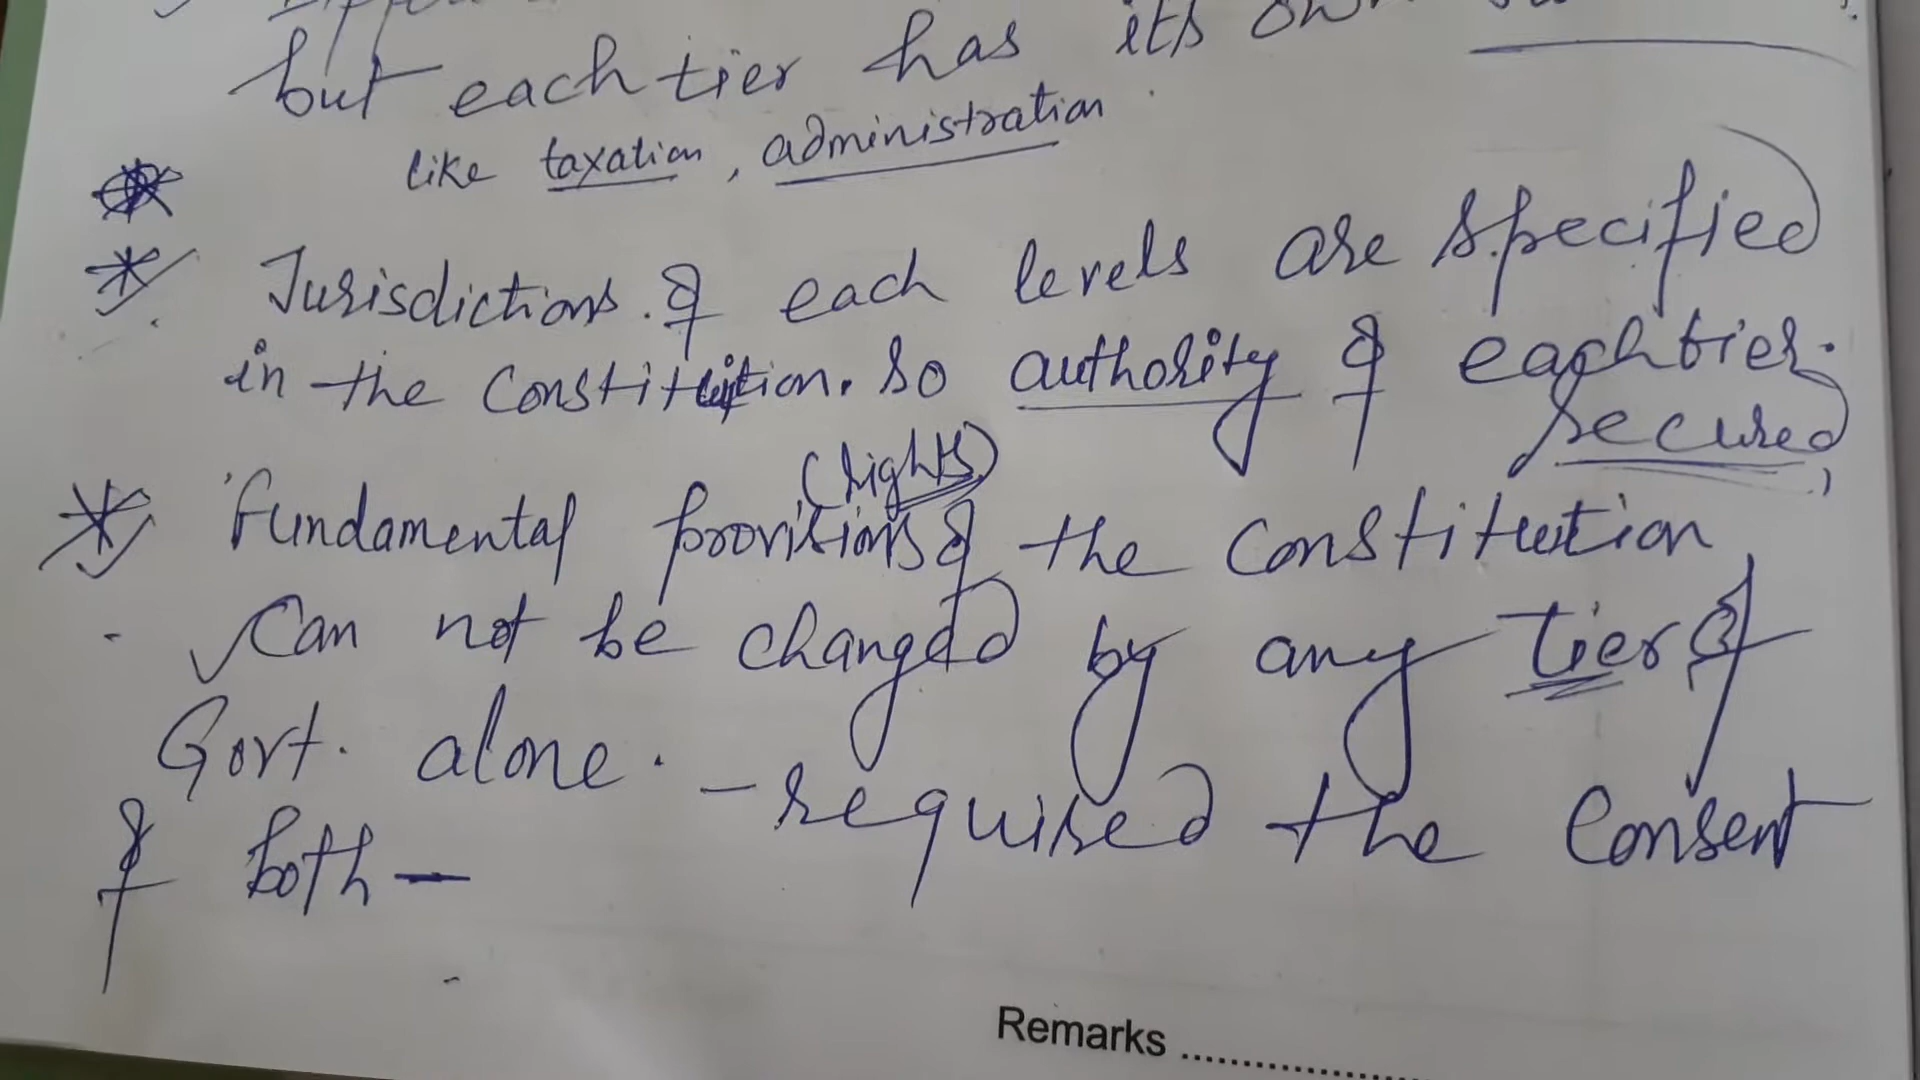 but each tier has its own
like taxation, administration
Jurisdictions of each levels are specified
in the Constitution. So authority of each tier.
secured
(rights)
Fundamental provisions of the Constitution
Can not be changed by any tier of
Govt. alone. - required the Consent
of both -
Remarks ........................